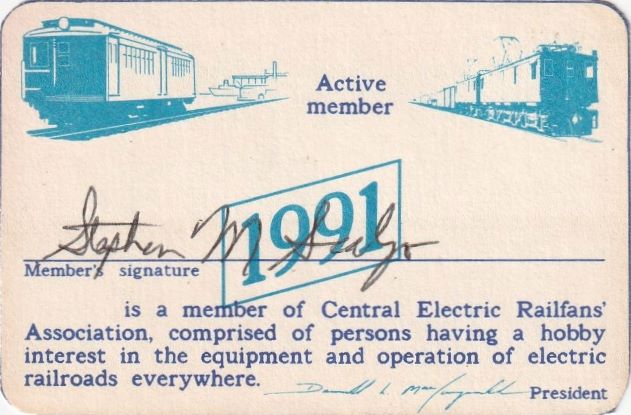 Active
member
1991
Stephen M
Member's signature
is a member of Central Electric Railfans'
Association, comprised of persons having a hobby
interest in the equipment and operation of electric
railroads everywhere.
President